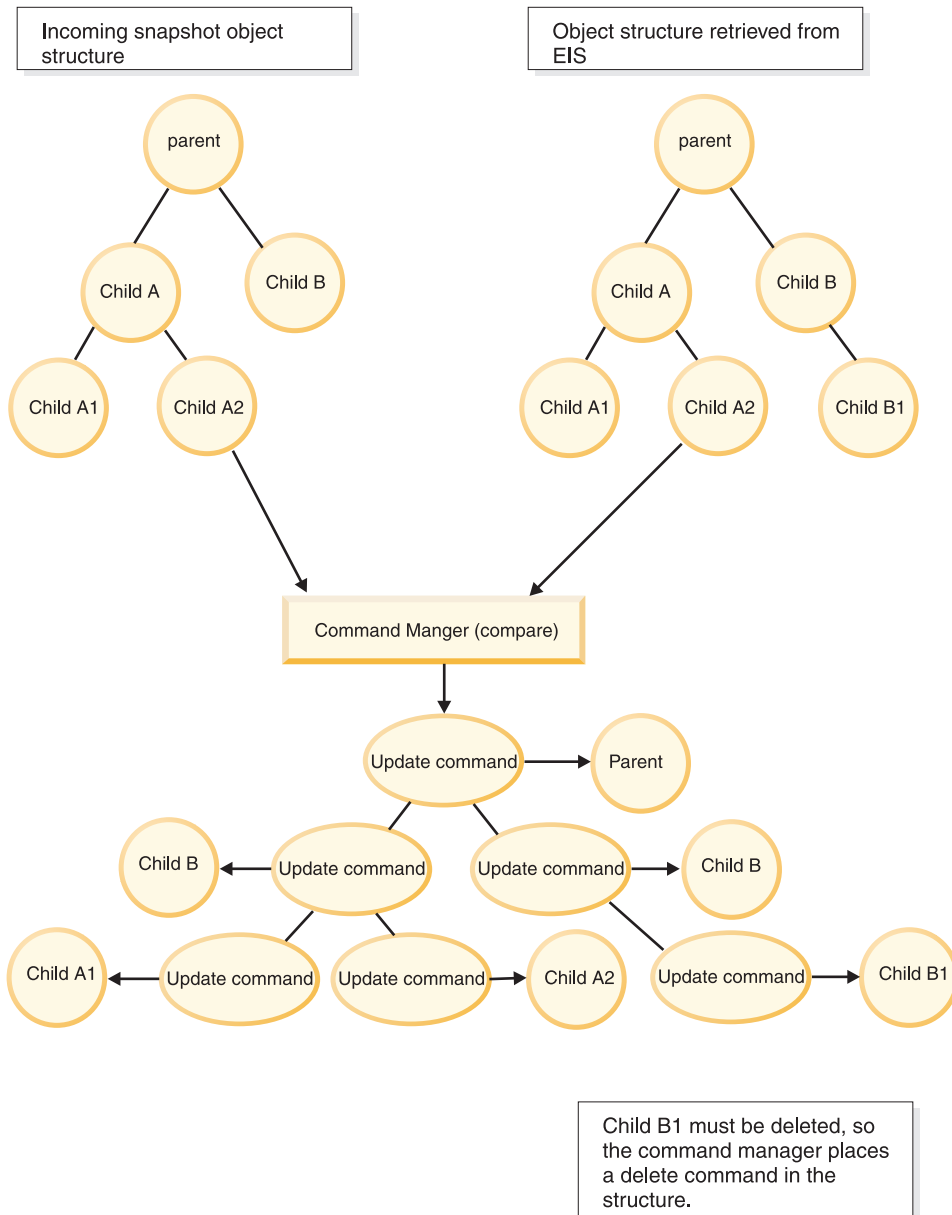 Incoming snapshot object
structure
Object structure retrieved from
EIS
parent
parent
Child A
Child B
Child A
Child B
Child A1
Child A2
Child A1
Child A2
Child B1
Command Manger (compare)
Update command
Parent
Child B
Update command
Update command
Child B
Child A1
Update command
Update command
Child A2
Update command
Child B1
Child B1 must be deleted, so
the command manager places
a delete command in the
structure.